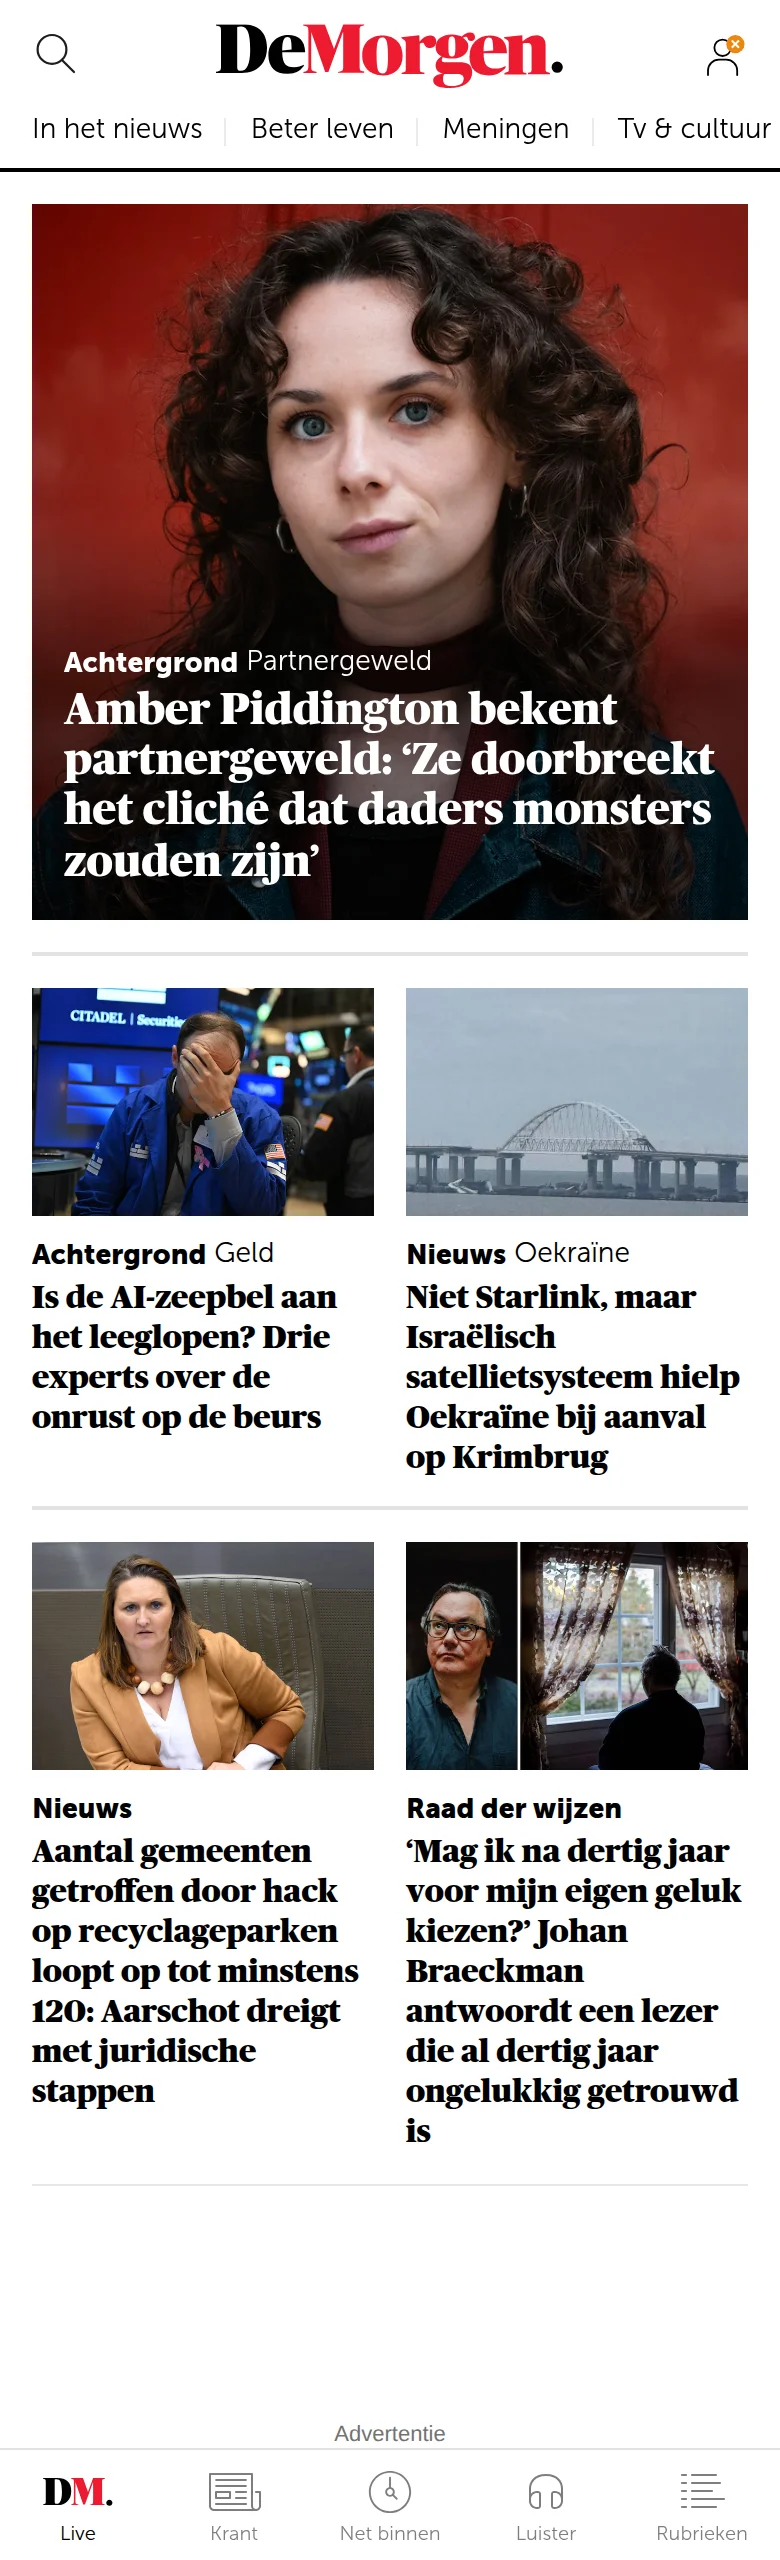 DeMorgen.
In het nieuws
Beter leven
Meningen
Tv & cultuur
Achtergrond Partnergeweld
Amber Piddington bekent
partnergeweld: ‘Ze doorbreekt
het cliché dat daders monsters
zouden zijn’
CITADEL | Securitie
Achtergrond Geld
Is de AI-zeepbel aan
het leeglopen? Drie
experts over de
onrust op de beurs
Nieuws Oekraïne
Niet Starlink, maar
Israëlisch
satellietsysteem hielp
Oekraïne bij aanval
op Krimbrug
Nieuws
Aantal gemeenten
getroffen door hack
op recyclageparken
loopt op tot minstens
120: Aarschot dreigt
met juridische
stappen
Raad der wijzen
‘Mag ik na dertig jaar
voor mijn eigen geluk
kiezen?’ Johan
Braeckman
antwoordt een lezer
die al dertig jaar
ongelukkig getrouwd
is
Advertentie
DM.
Live
Krant
Net binnen
Luister
Rubrieken